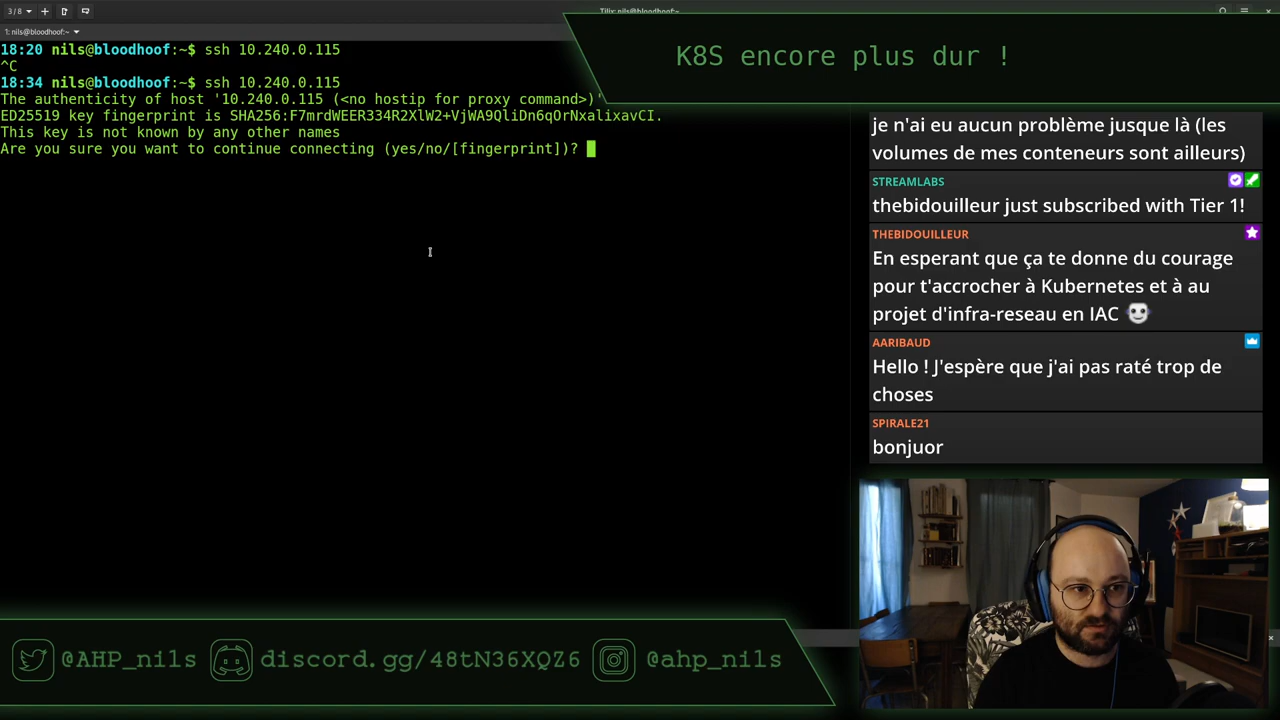 3 / 8
Tilix: nils@bloodhoof:~
1: nils@bloodhoof:~
18:20 nils@bloodhoof:~$ ssh 10.240.0.115
^C
18:34 nils@bloodhoof:~$ ssh 10.240.0.115
The authenticity of host '10.240.0.115 (<no hostip for proxy command>)'
ED25519 key fingerprint is SHA256:F7mrdWEER334R2XlW2+VjWA9QliDn6qOrNxalixavCI.
This key is not known by any other names
Are you sure you want to continue connecting (yes/no/[fingerprint])?
K8S encore plus dur !
je n'ai eu aucun problème jusque là (les
volumes de mes conteneurs sont ailleurs)
STREAMLABS
thebidouilleur just subscribed with Tier 1!
THEBIDOUILLEUR
En esperant que ça te donne du courage
pour t'accrocher à Kubernetes et à au
projet d'infra-reseau en IAC
AARIBAUD
Hello ! J'espère que j'ai pas raté trop de
choses
SPIRALE21
bonjuor
@AHP_nils
discord.gg/48tN36XQZ6
@ahp_nils